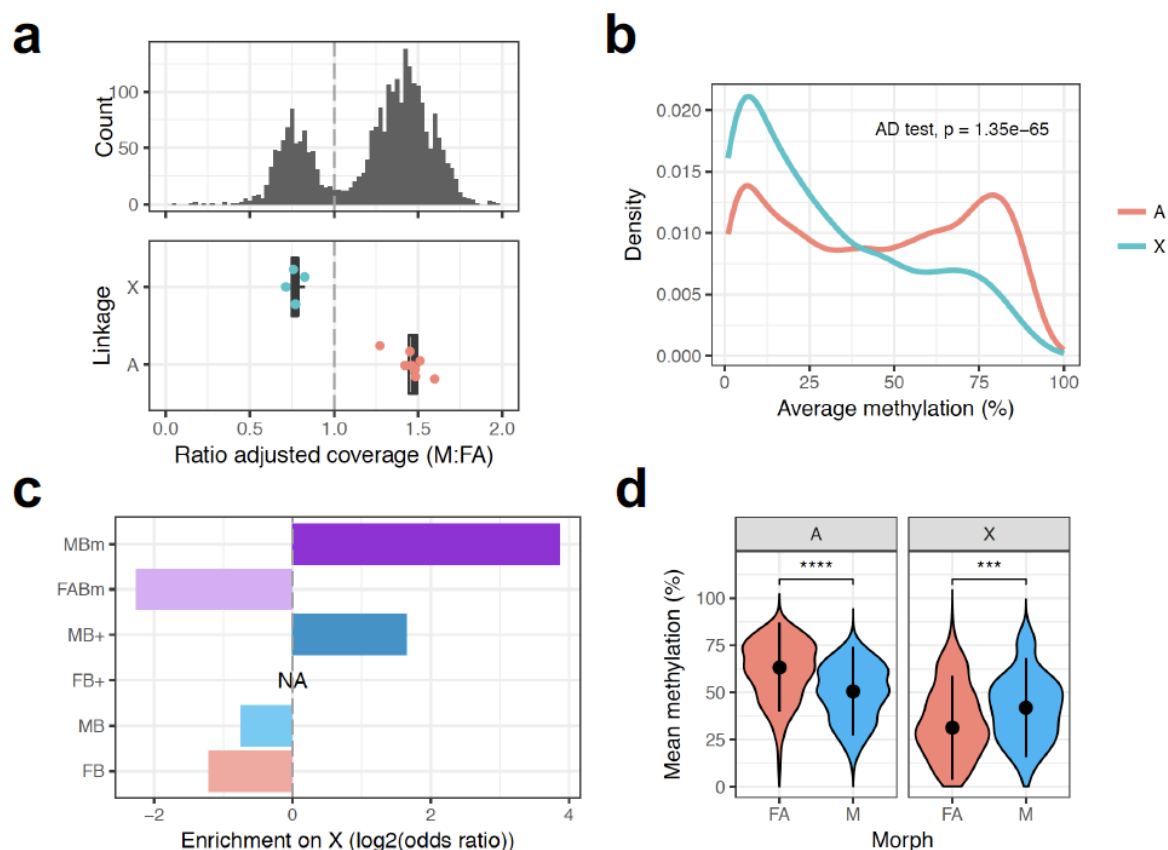 a
Count
100
50
0
Linkage
X
A
0.0 0.5 1.0 1.5 2.0
Ratio adjusted coverage (M:FA)
b
Density
0.020
0.015
0.010
0.005
0.000
AD test, p = 1.35e−65
0 25 50 75 100
Average methylation (%)
A
X
c
MBm
FABm
MB+
FB+
NA
MB
FB
−2 0 2 4
Enrichment on X (log2(odds ratio))
d
A X
**** ***
Mean methylation (%)
100
75
50
25
0
FA M FA M
Morph